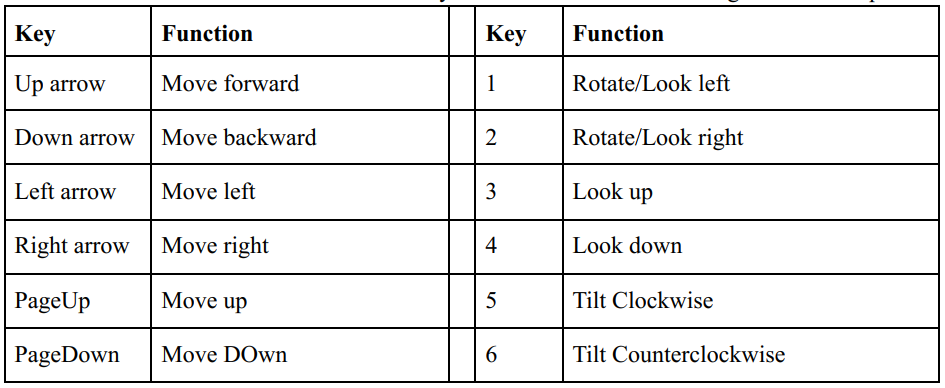 Key Function Key Function
Up arrow Move forward 1 Rotate/Look left
Down arrow Move backward 2 Rotate/Look right
Left arrow Move left 3 Look up
Right arrow Move right 4 Look down
PageUp Move up 5 Tilt Clockwise
PageDown Move DOwn 6 Tilt Counterclockwise